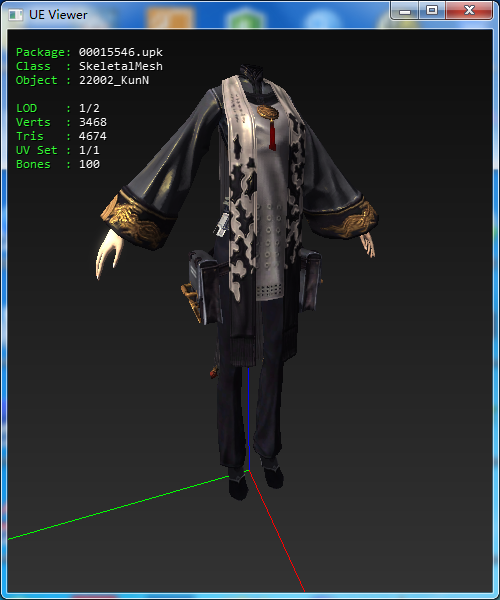 UE Viewer
Package: 00015546.upk
Class : SkeletalMesh
Object : 22002_KunN
LOD : 1/2
Verts : 3468
Tris : 4674
UV Set : 1/1
Bones : 100